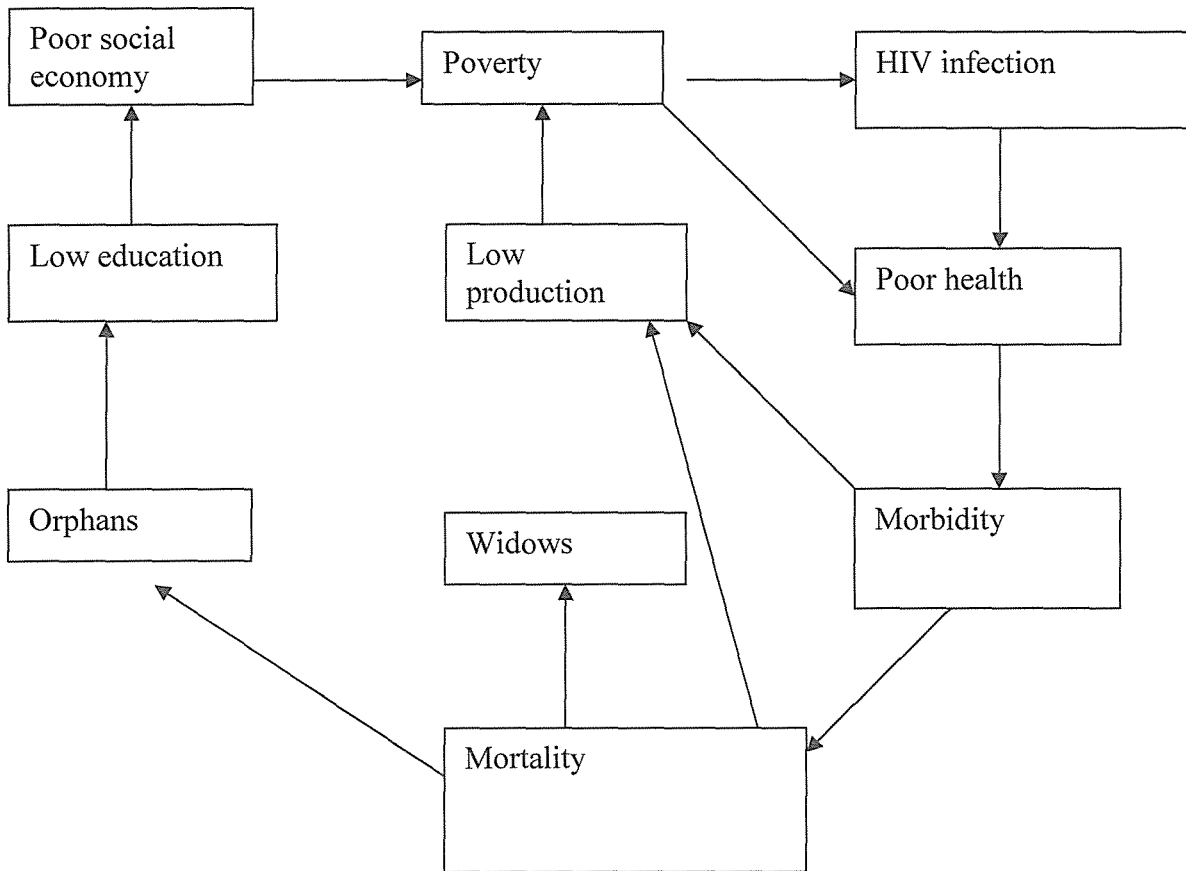 Poor social
economy
Poverty
HIV infection
Low education
Low
production
Poor health
Orphans
Widows
Morbidity
Mortality